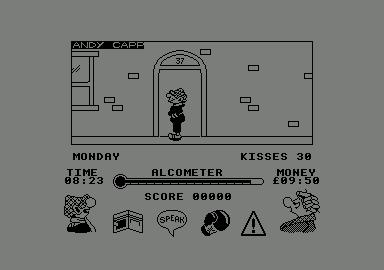 ANDY CAPP
37
MONDAY KISSES 30
TIME ALCOMETER MONEY
08:23 £09:50
SCORE 00000
SPEAK
!